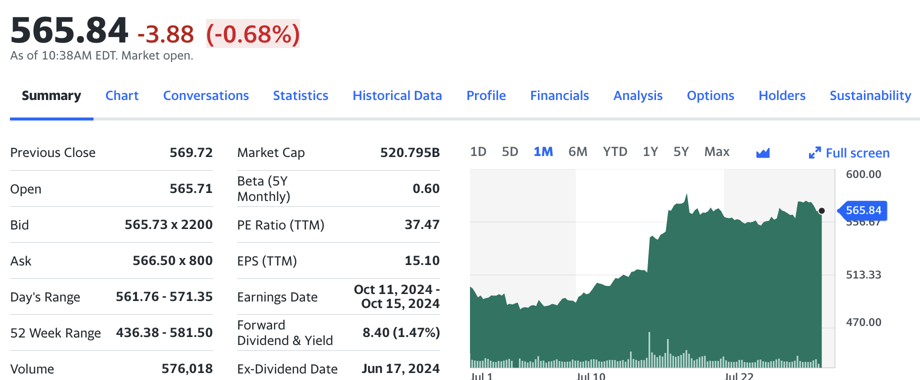 565.84 -3.88 (-0.68%)
As of 10:38AM EDT. Market open.
Summary Chart Conversations Statistics Historical Data Profile Financials Analysis Options Holders Sustainability
Previous Close 569.72
Open 565.71
Bid 565.73 x 2200
Ask 566.50 x 800
Day's Range 561.76 - 571.35
52 Week Range 436.38 - 581.50
Volume 576,018
Market Cap 520.795B
Beta (5Y
Monthly) 0.60
PE Ratio (TTM) 37.47
EPS (TTM) 15.10
Earnings Date Oct 11, 2024 -
Oct 15, 2024
Forward
Dividend & Yield 8.40 (1.47%)
Ex-Dividend Date Jun 17, 2024
1D 5D 1M 6M YTD 1Y 5Y Max Full screen
600.00
565.84
556.67
513.33
470.00
Jul 1 Jul 10 Jul 22